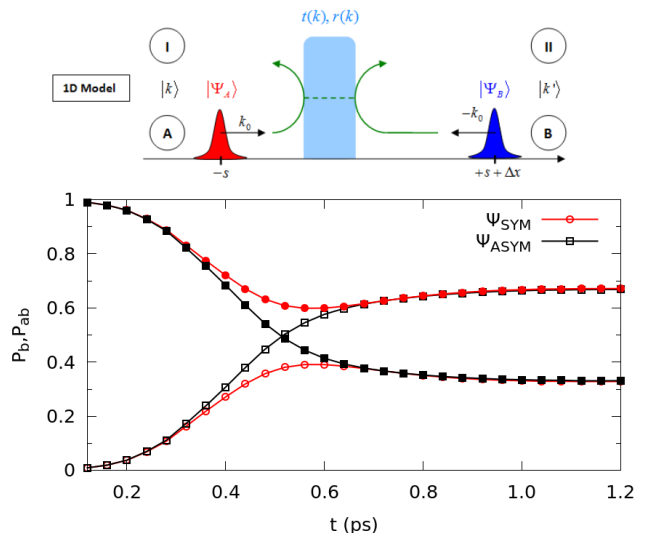 t(k), r(k)
I
II
1D Model
|k⟩
|Ψ_A⟩
|Ψ_B⟩
|k'⟩
A
k_0
-k_0
B
-s
+s + Δx
Ψ_SYM
Ψ_ASYM
1
0.8
0.6
0.4
0.2
0
P_b,P_ab
0.2 0.4 0.6 0.8 1.0 1.2
t (ps)